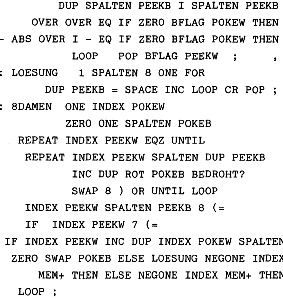 DUP SPALTEN PEEKB I SPALTEN PEEKB
OVER OVER EQ IF ZERO BFLAG POKEW THEN
- ABS OVER I - EQ IF ZERO BFLAG POKEW THEN
LOOP POP BFLAG PEEKW ; ,
: LOESUNG 1 SPALTEN 8 ONE FOR
DUP PEEKB = SPACE INC LOOP CR POP ;
: 8DAMEN ONE INDEX POKEW
ZERO ONE SPALTEN POKEB
REPEAT INDEX PEEKW EQZ UNTIL
REPEAT INDEX PEEKW SPALTEN DUP PEEKB
INC DUP ROT POKEB BEDROHT?
SWAP 8 ) OR UNTIL LOOP
INDEX PEEKW SPALTEN PEEKB 8 (=
IF INDEX PEEKW 7 (=
IF INDEX PEEKW INC DUP INDEX POKEW SPALTEN
ZERO SWAP POKEB ELSE LOESUNG NEGONE INDEX
MEM+ THEN ELSE NEGONE INDEX MEM+ THEN
LOOP ;